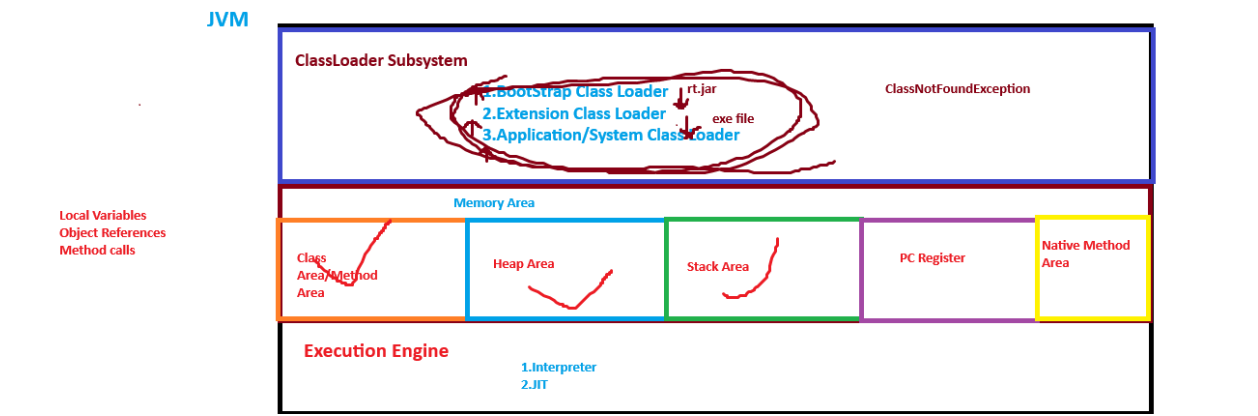 JVM
ClassLoader Subsystem
1.BootStrap Class Loader
rt.jar
ClassNotFoundException
2.Extension Class Loader
exe file
3.Application/System Class Loader
Memory Area
Local Variables
Object References
Method calls
Class
Area/Method
Area
Heap Area
Stack Area
PC Register
Native Method
Area
Execution Engine
1.Interpreter
2.JIT